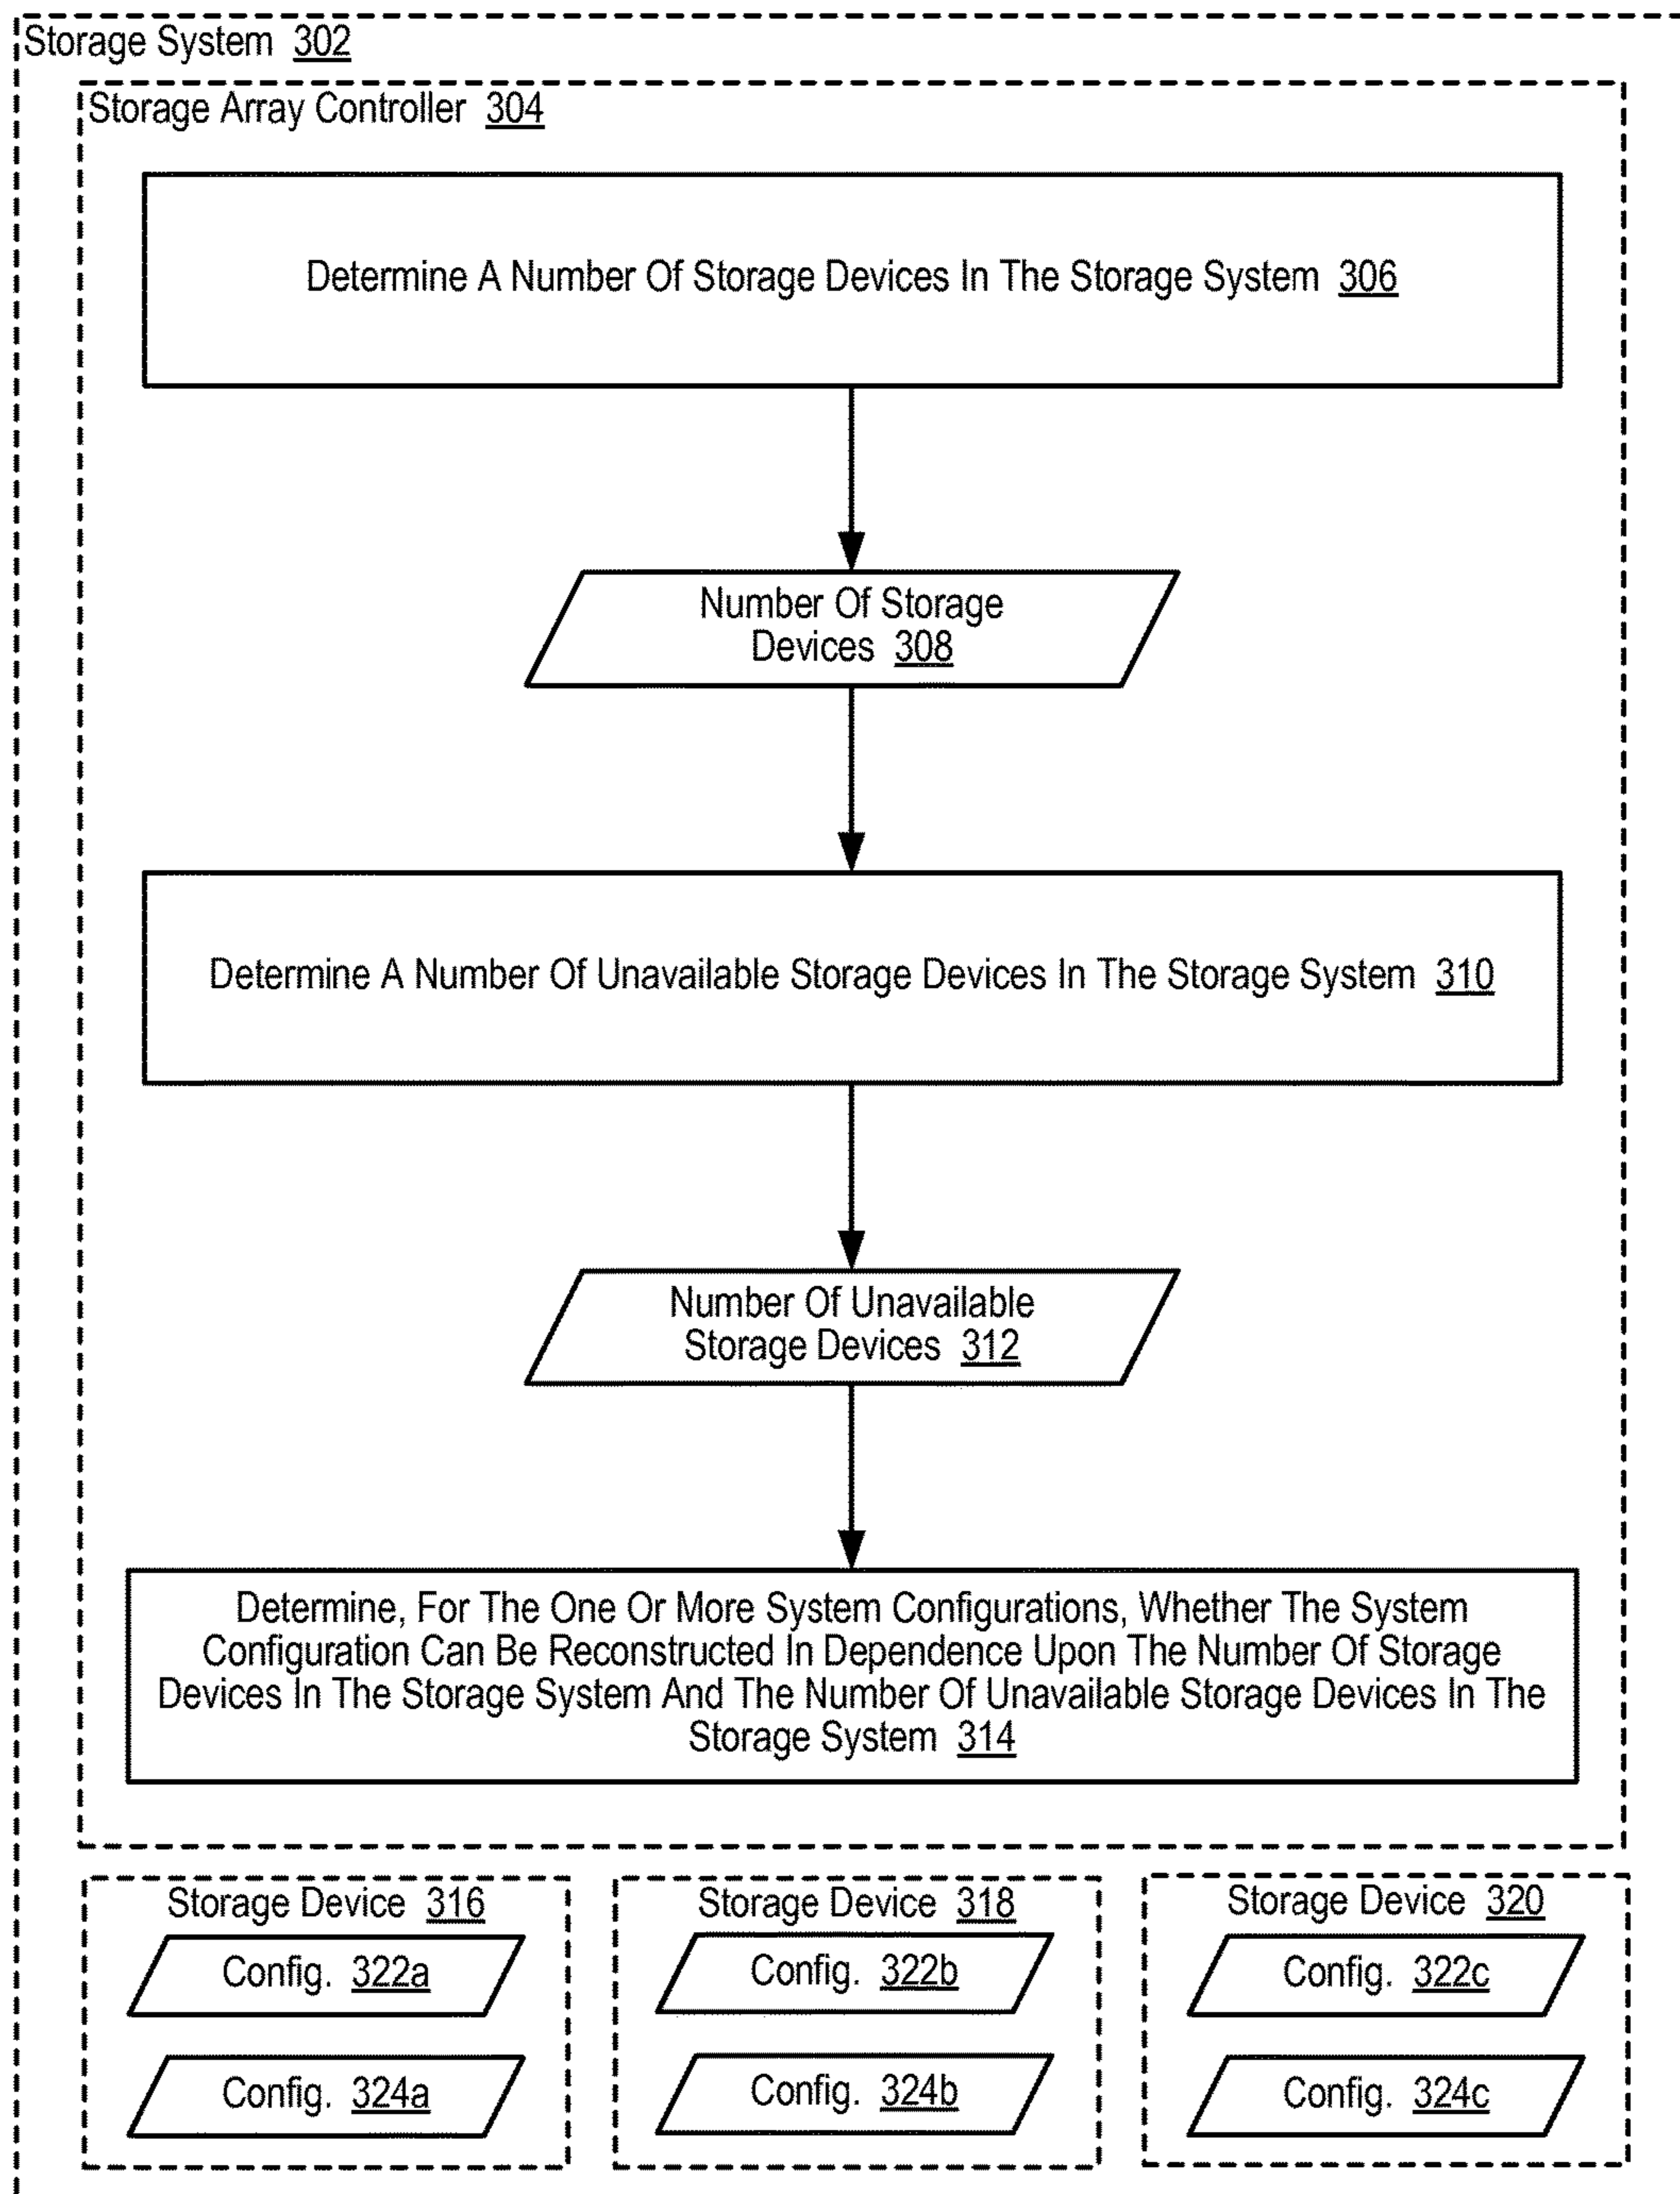 Storage System 302
Storage Array Controller 304
Determine A Number Of Storage Devices In The Storage System 306
Number Of Storage
Devices 308
Determine A Number Of Unavailable Storage Devices In The Storage System 310
Number Of Unavailable
Storage Devices 312
Determine, For The One Or More System Configurations, Whether The System
Configuration Can Be Reconstructed In Dependence Upon The Number Of Storage
Devices In The Storage System And The Number Of Unavailable Storage Devices In The
Storage System 314
Storage Device 316
Config. 322a
Config. 324a
Storage Device 318
Config. 322b
Config. 324b
Storage Device 320
Config. 322c
Config. 324c